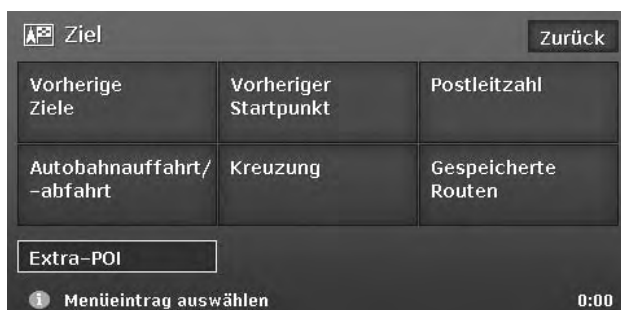 Ziel
Zurück
Vorherige
Ziele
Vorheriger
Startpunkt
Postleitzahl
Autobahnauffahrt/
-abfahrt
Kreuzung
Gespeicherte
Routen
Extra-POI
i Menüeintrag auswählen
0:00